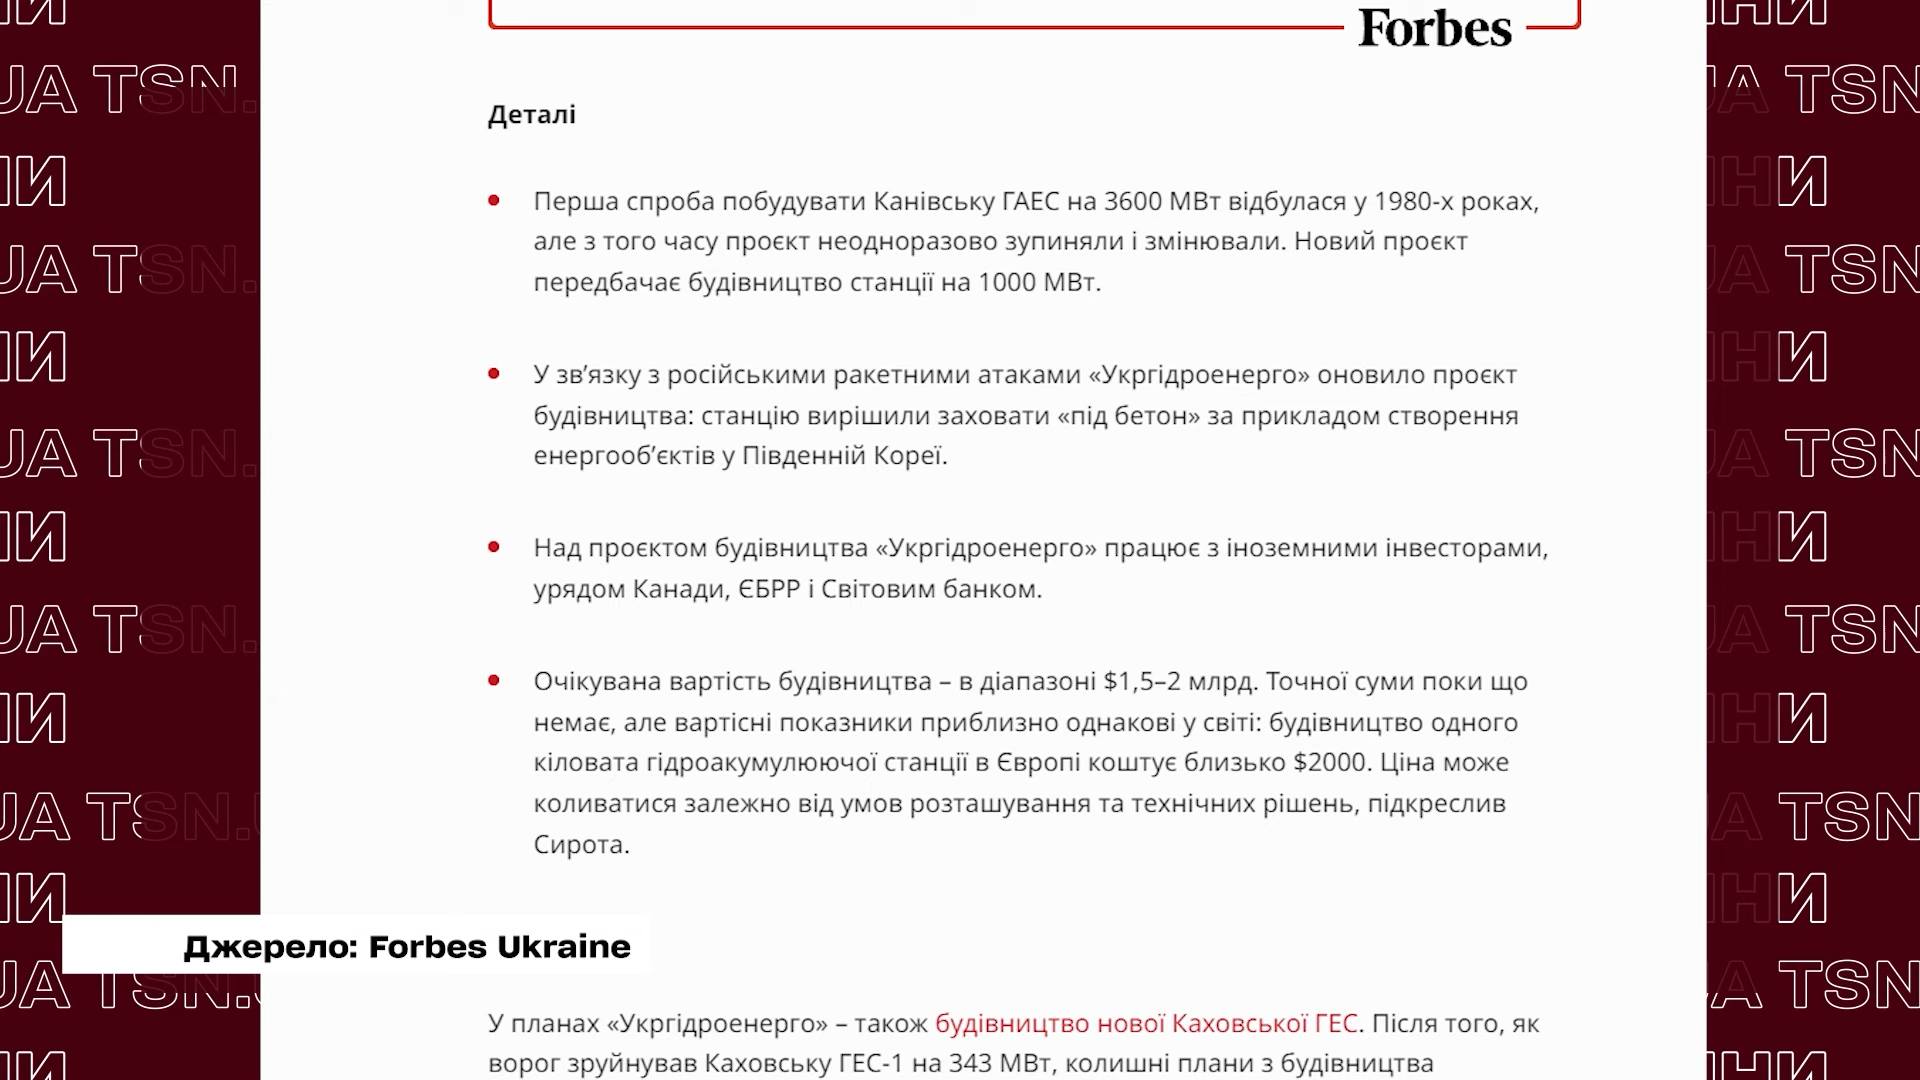 Forbes
Деталі
Перша спроба побудувати Канівську ГАЕС на 3600 МВт відбулася у 1980-х роках,
але з того часу проєкт неодноразово зупиняли і змінювали. Новий проєкт
передбачає будівництво станції на 1000 МВт.
У зв’язку з російськими ракетними атаками «Укргідроенерго» оновило проєкт
будівництва: станцію вирішили заховати «під бетон» за прикладом створення
енергооб’єктів у Південній Кореї.
Над проєктом будівництва «Укргідроенерго» працює з іноземними інвесторами,
урядом Канади, ЄБРР і Світовим банком.
Очікувана вартість будівництва – в діапазоні $1,5–2 млрд. Точної суми поки що
немає, але вартісні показники приблизно однакові у світі: будівництво одного
кіловата гідроакумулюючої станції в Європі коштує близько $2000. Ціна може
коливатися залежно від умов розташування та технічних рішень, підкреслив
Сирота.
Джерело: Forbes Ukraine
У планах «Укргідроенерго» – також будівництво нової Каховської ГЕС. Після того, як
ворог зруйнував Каховську ГЕС-1 на 343 МВт, колишні плани з будівництва